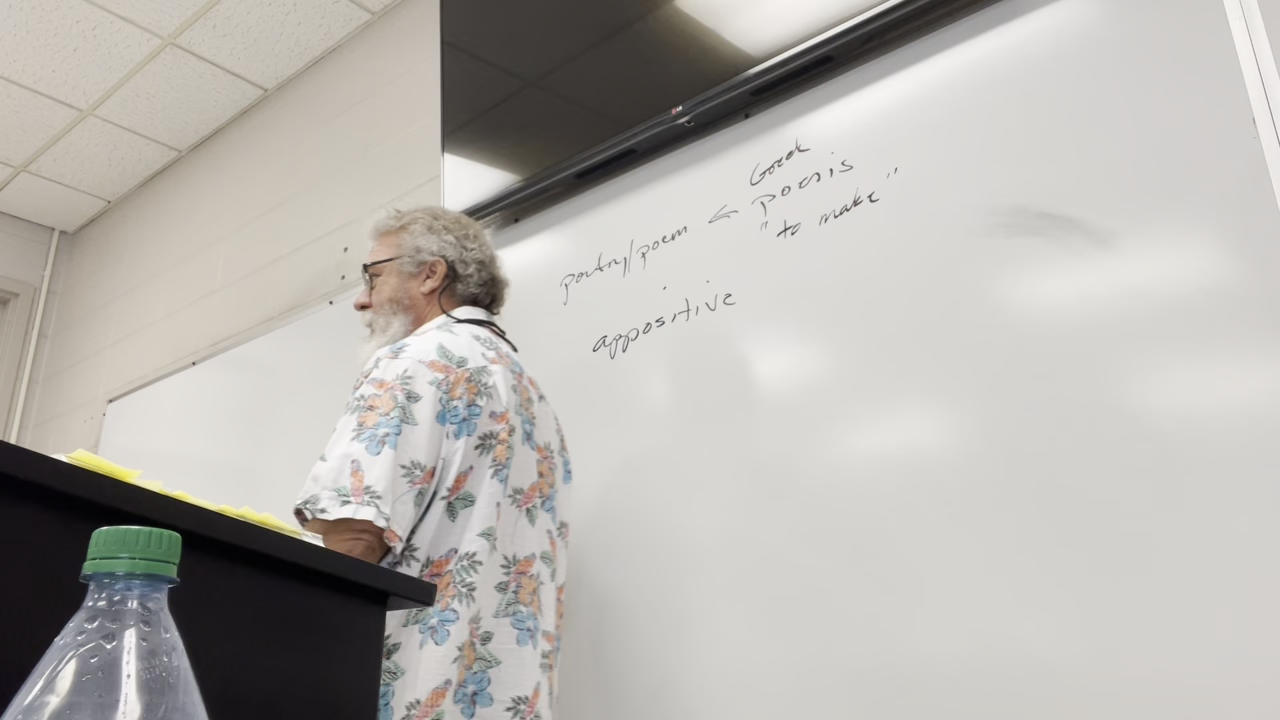 Greek
poetry/poem < poesis
"to make"
appositive